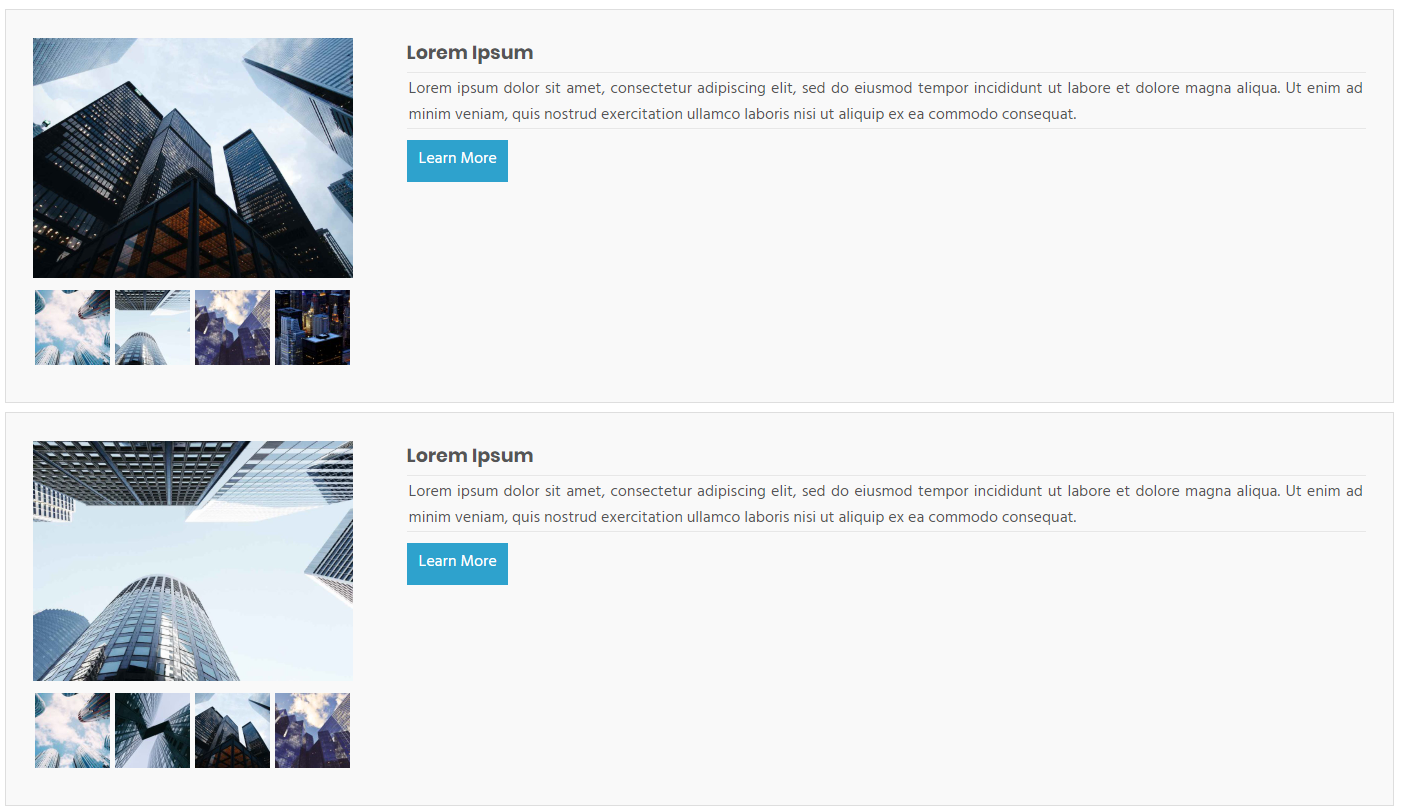 Lorem Ipsum
Lorem ipsum dolor sit amet, consectetur adipiscing elit, sed do eiusmod tempor incididunt ut labore et dolore magna aliqua. Ut enim ad
minim veniam, quis nostrud exercitation ullamco laboris nisi ut aliquip ex ea commodo consequat.
Learn More
Lorem Ipsum
Lorem ipsum dolor sit amet, consectetur adipiscing elit, sed do eiusmod tempor incididunt ut labore et dolore magna aliqua. Ut enim ad
minim veniam, quis nostrud exercitation ullamco laboris nisi ut aliquip ex ea commodo consequat.
Learn More